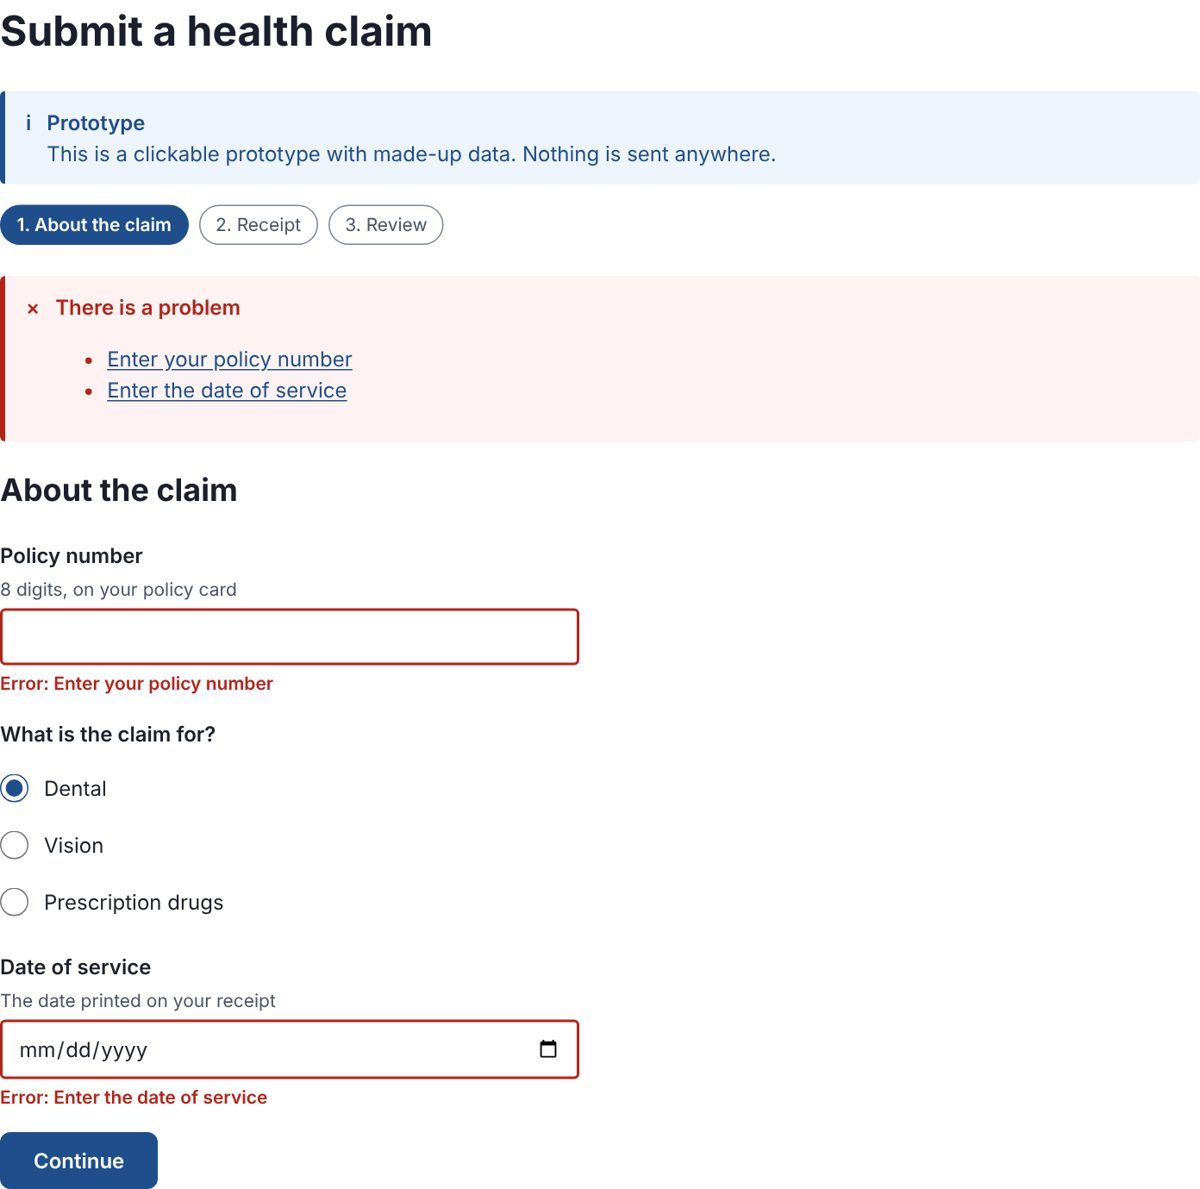 Submit a health claim
i Prototype
This is a clickable prototype with made-up data. Nothing is sent anywhere.
1. About the claim 2. Receipt 3. Review
× There is a problem
• Enter your policy number
• Enter the date of service
About the claim
Policy number
8 digits, on your policy card
Error: Enter your policy number
What is the claim for?
Dental
Vision
Prescription drugs
Date of service
The date printed on your receipt
mm/dd/yyyy
Error: Enter the date of service
Continue